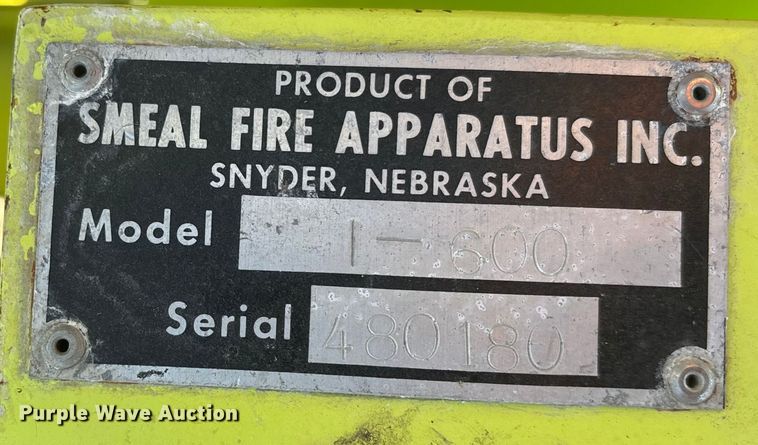 PRODUCT OF
SMEAL FIRE APPARATUS INC.
SNYDER, NEBRASKA
Model 1-600
Serial 480180
Purple Wave Auction